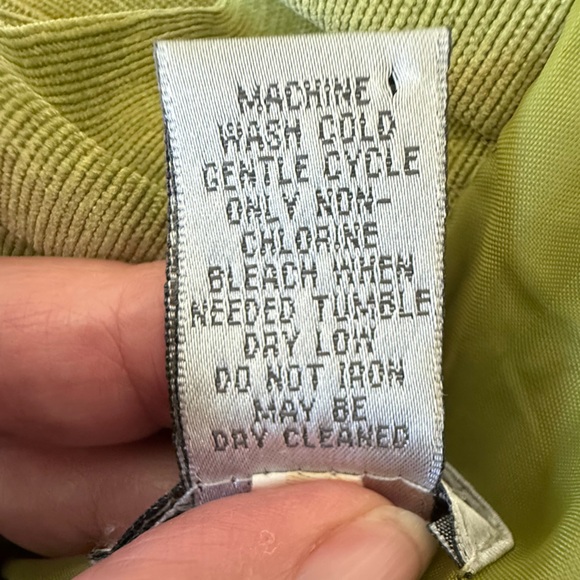 MACHINE
WASH COLD
GENTLE CYCLE
ONLY NON-
CHLORINE
BLEACH WHEN
NEEDED TUMBLE
DRY LOW
DO NOT IRON
MAY BE
DRY CLEANED